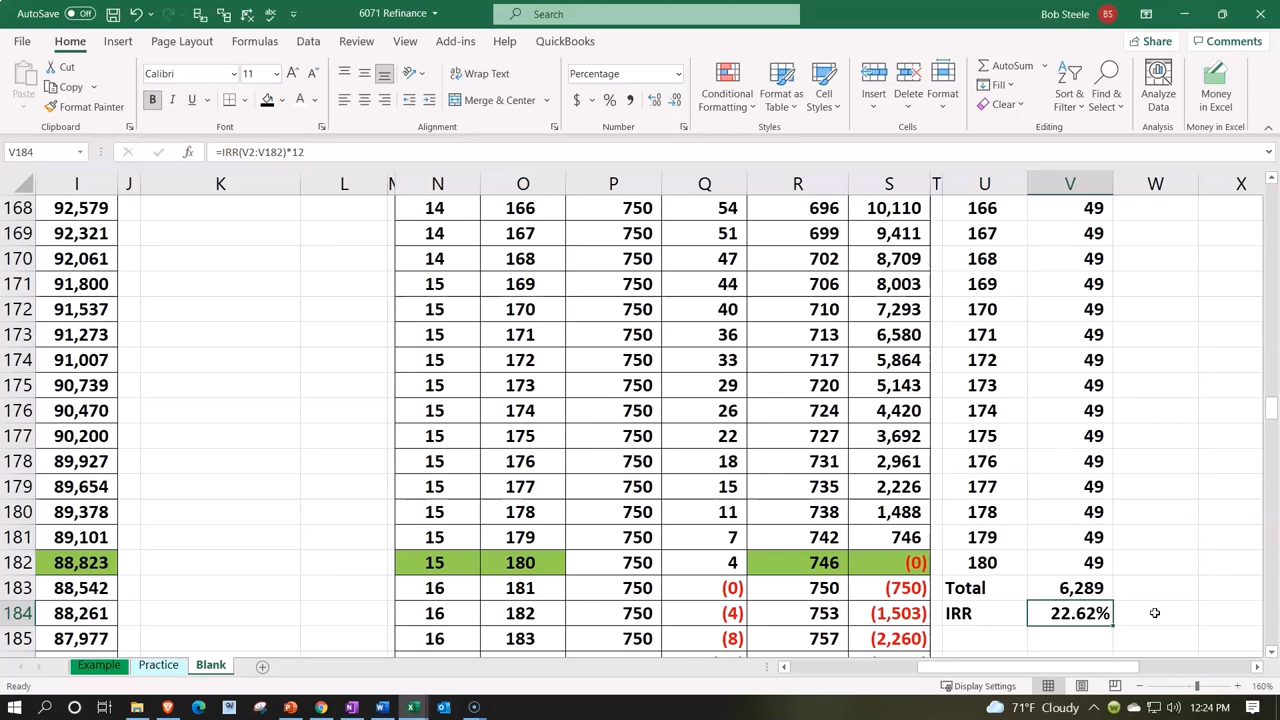 AutoSave Off 6071 Refinance Search Bob Steele BS
File Home Insert Page Layout Formulas Data Review View Add-ins Help QuickBooks Share Comments
Paste Cut Copy Format Painter
Calibri 11 B I U
Wrap Text Merge & Center
Percentage $ % ,
Conditional Formatting Format as Table Cell Styles
Insert Delete Format
AutoSum Fill Clear Sort & Filter Find & Select
Analyze Data Money in Excel
Clipboard Font Alignment Number Styles Cells Editing Analysis Money in Excel
V184 fx =IRR(V2:V182)*12
I J K L M N O P Q R S T U V W X
168 92,579 14 166 750 54 696 10,110 166 49
169 92,321 14 167 750 51 699 9,411 167 49
170 92,061 14 168 750 47 702 8,709 168 49
171 91,800 15 169 750 44 706 8,003 169 49
172 91,537 15 170 750 40 710 7,293 170 49
173 91,273 15 171 750 36 713 6,580 171 49
174 91,007 15 172 750 33 717 5,864 172 49
175 90,739 15 173 750 29 720 5,143 173 49
176 90,470 15 174 750 26 724 4,420 174 49
177 90,200 15 175 750 22 727 3,692 175 49
178 89,927 15 176 750 18 731 2,961 176 49
179 89,654 15 177 750 15 735 2,226 177 49
180 89,378 15 178 750 11 738 1,488 178 49
181 89,101 15 179 750 7 742 746 179 49
182 88,823 15 180 750 4 746 (0) 180 49
183 88,542 16 181 750 (0) 750 (750) Total 6,289
184 88,261 16 182 750 (4) 753 (1,503) IRR 22.62%
185 87,977 16 183 750 (8) 757 (2,260)
Example Practice Blank
Ready Display Settings 160%
71°F Cloudy 12:24 PM